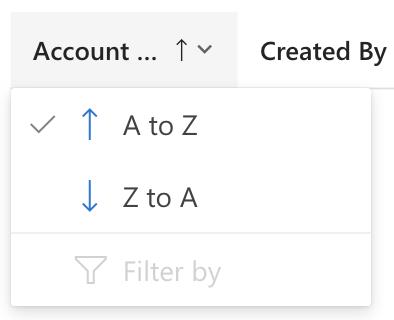 Account ... Created By
A to Z
Z to A
Filter by